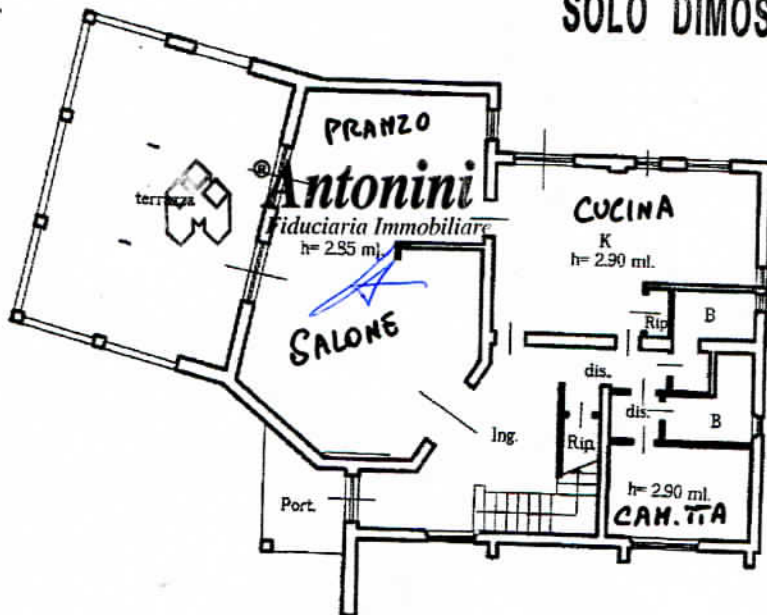 SOLO DIMOS
PRANZO
terrazza
® Antonini
Fiduciaria Immobiliare
h= 2.85 ml.
CUCINA
K
h= 2.90 ml.
SALONE
Rip
B
dis.
dis.
B
Ing.
Rip.
Port.
h= 2.90 ml.
CAM.TTA